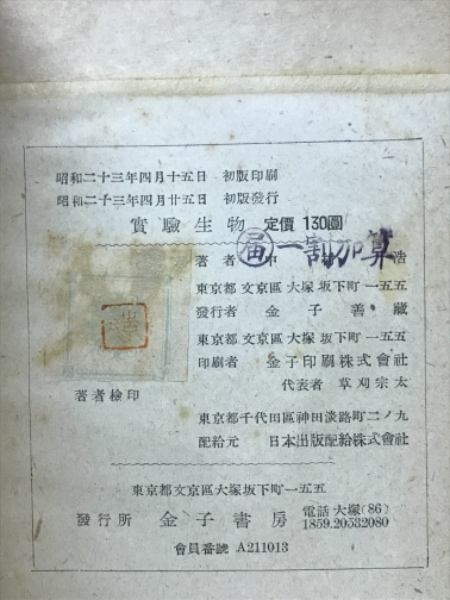 昭和二十三年四月十五日 初版印刷
昭和二十三年四月廿五日 初版發行
實驗生物 定價 130圓
一割加算
著者 中 浩
東京都文京區大塚坂下町一五五
發行者 金子善藏
東京都文京區大塚坂下町一五五
印刷者 金子印刷株式會社
代表者 草刈宗太
著者檢印
浩
東京都千代田區神田淡路町二ノ九
配給元 日本出版配給株式會社
東京都文京區大塚坂下町一五五
發行所 金子書房 電話大塚(86)
1859.2053 2080
會員番號 A211013